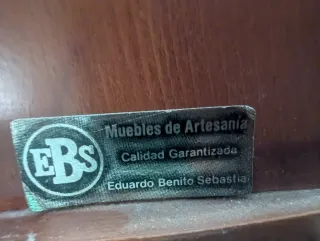 EBS
Muebles de Artesanía
Calidad Garantizada
Eduardo Benito Sebastia